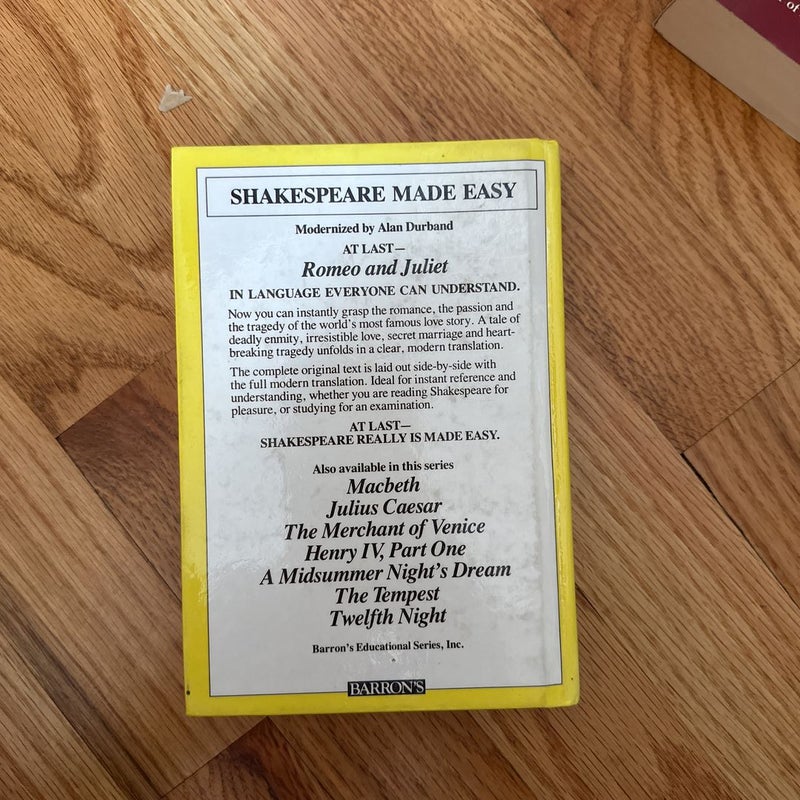 SHAKESPEARE MADE EASY
Modernized by Alan Durband
AT LAST—
Romeo and Juliet
IN LANGUAGE EVERYONE CAN UNDERSTAND.
Now you can instantly grasp the romance, the passion and
the tragedy of the world's most famous love story. A tale of
deadly enmity, irresistible love, secret marriage and heart-
breaking tragedy unfolds in a clear, modern translation.
The complete original text is laid out side-by-side with
the full modern translation. Ideal for instant reference and
understanding, whether you are reading Shakespeare for
pleasure, or studying for an examination.
AT LAST—
SHAKESPEARE REALLY IS MADE EASY.
Also available in this series
Macbeth
Julius Caesar
The Merchant of Venice
Henry IV, Part One
A Midsummer Night's Dream
The Tempest
Twelfth Night
Barron's Educational Series, Inc.
BARRON'S
of